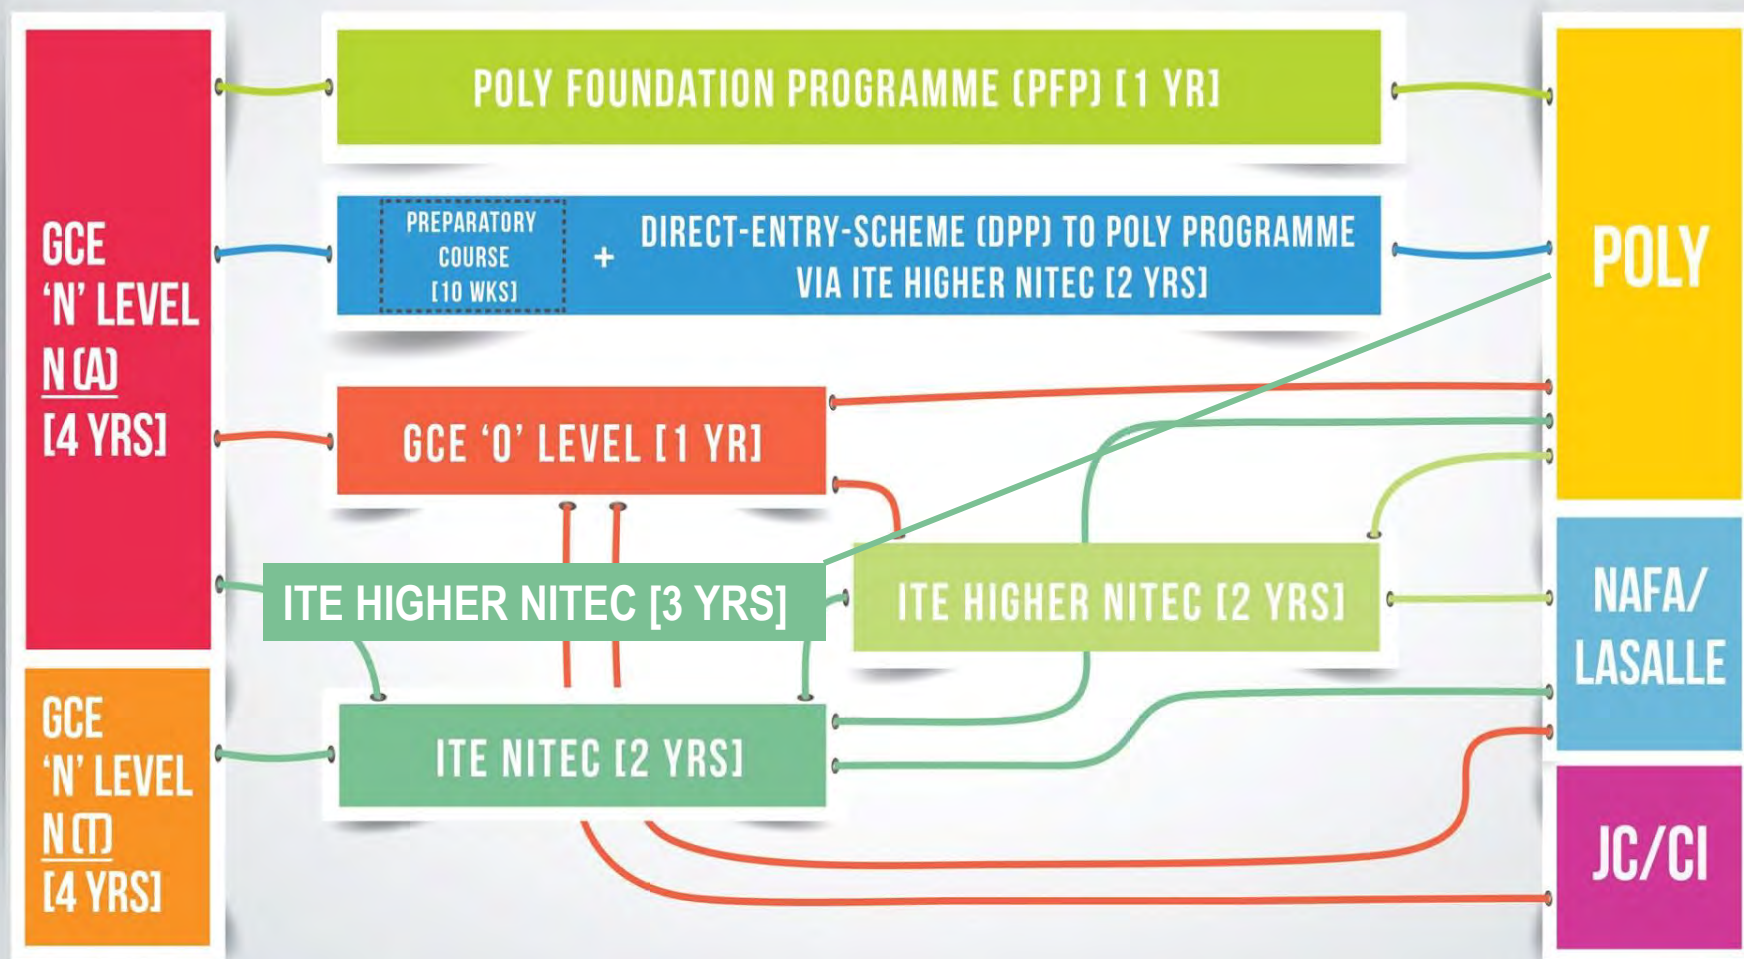 GCE
‘N’ LEVEL
N (A)
[4 YRS]
GCE
‘N’ LEVEL
N (T)
[4 YRS]
POLY FOUNDATION PROGRAMME (PFP) [1 YR]
PREPARATORY
COURSE
[10 WKS]
+
DIRECT-ENTRY-SCHEME (DPP) TO POLY PROGRAMME
VIA ITE HIGHER NITEC [2 YRS]
GCE ‘O’ LEVEL [1 YR]
ITE HIGHER NITEC [3 YRS]
ITE HIGHER NITEC [2 YRS]
ITE NITEC [2 YRS]
POLY
NAFA/
LASALLE
JC/CI